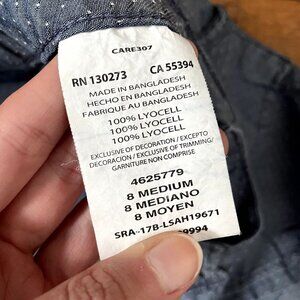 CARE307
RN 130273 CA 55394
MADE IN BANGLADESH
HECHO EN BANGLADESH
FABRIQUE AU BANGLADESH
100% LYOCELL
100% LYOCELL
100% LYOCELL
EXCLUSIVE OF DECORATION / EXCEPTO
DECORACION / EXCLUSIVE OF TRIMMING/
GARNITURE NON COMPRISE
4625779
8 MEDIUM
8 MEDIANO
8 MOYEN
SRA-17B-LSAH19671
9994